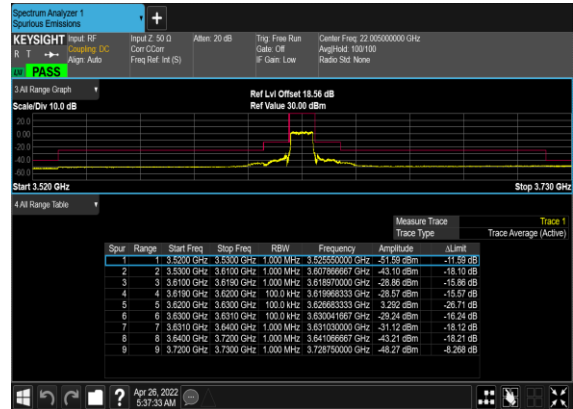 Spectrum Analyzer 1
Spurious Emissions
+
KEYSIGHT Input: RF Input Z: 50 Ω Atten: 20 dB Trig: Free Run Center Freq: 22.005000000 GHz
R T Coupling: DC Corr CCorr Gate: Off Avg|Hold: 100/100
Align: Auto Freq Ref: Int (S) IF Gain: Low Radio Std: None
LW PASS
3 All Range Graph
Ref Lvl Offset 18.56 dB
Scale/Div 10.0 dB Ref Value 30.00 dBm
20.0
0.00
-20.0
-40.0
-60.0
Start 3.520 GHz Stop 3.730 GHz
4 All Range Table
Measure Trace Trace 1
Trace Type Trace Average (Active)
Spur Range Start Freq Stop Freq RBW Frequency Amplitude ΔLimit
1 1 3.5200 GHz 3.5300 GHz 1.000 MHz 3.525550000 GHz -51.59 dBm -11.59 dB
2 2 3.5300 GHz 3.6100 GHz 1.000 MHz 3.607866667 GHz -43.10 dBm -18.10 dB
3 3 3.6100 GHz 3.6190 GHz 1.000 MHz 3.618970000 GHz -28.86 dBm -15.86 dB
4 4 3.6190 GHz 3.6200 GHz 100.0 kHz 3.619968333 GHz -28.57 dBm -15.57 dB
5 5 3.6200 GHz 3.6300 GHz 100.0 kHz 3.626683333 GHz 3.292 dBm -26.71 dB
6 6 3.6300 GHz 3.6310 GHz 100.0 kHz 3.630041667 GHz -29.24 dBm -16.24 dB
7 7 3.6310 GHz 3.6400 GHz 1.000 MHz 3.631030000 GHz -31.12 dBm -18.12 dB
8 8 3.6400 GHz 3.7200 GHz 1.000 MHz 3.641066667 GHz -43.21 dBm -18.21 dB
9 9 3.7200 GHz 3.7300 GHz 1.000 MHz 3.728750000 GHz -48.27 dBm -8.268 dB
? Apr 26, 2022
5:37:33 AM